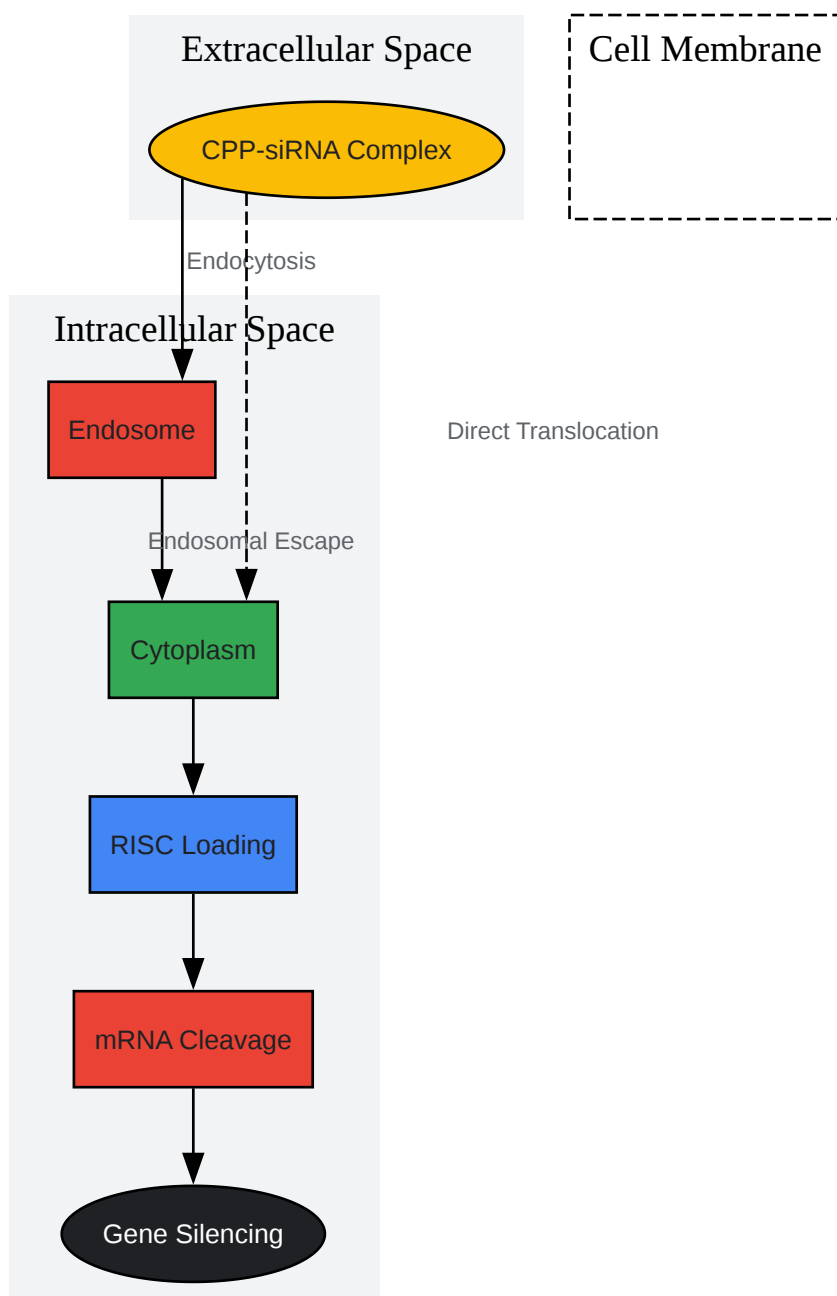 Extracellular Space
Cell Membrane
CPP-siRNA Complex
Endocytosis
Intracellular Space
Endosome
Direct Translocation
Endosomal Escape
Cytoplasm
RISC Loading
mRNA Cleavage
Gene Silencing